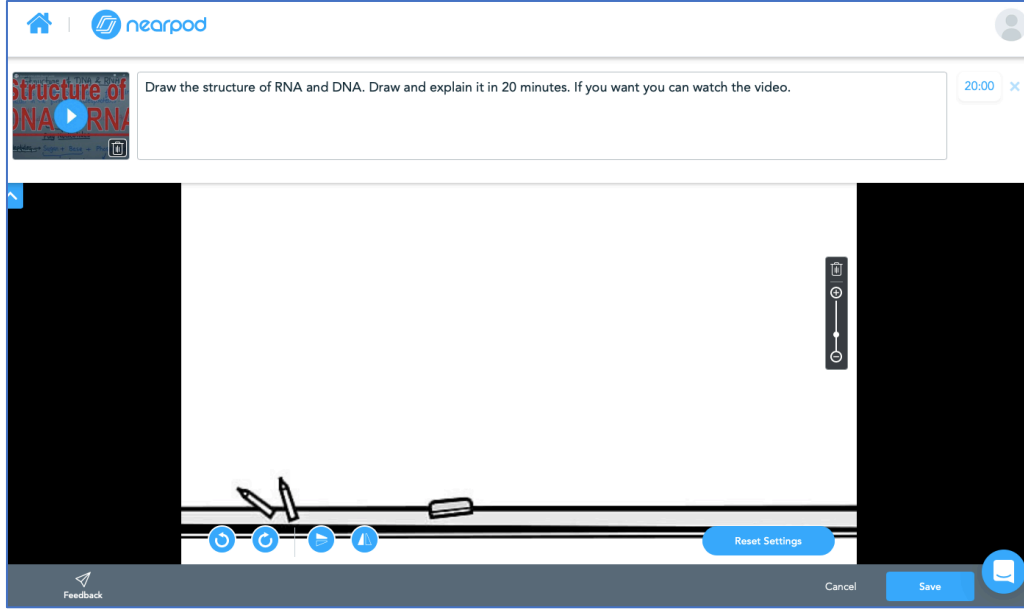 nearpod
Structure of
DNA RNA
Draw the structure of RNA and DNA. Draw and explain it in 20 minutes. If you want you can watch the video.
20:00
Reset Settings
Feedback
Cancel
Save